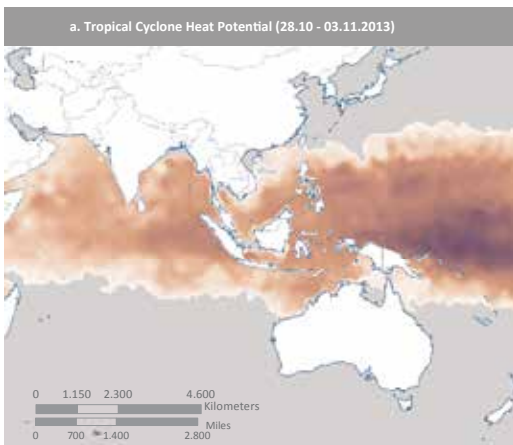 a. Tropical Cyclone Heat Potential (28.10 - 03.11.2013)
0 1.150 2.300 4.600
Kilometers
Miles
0 700 1.400 2.800